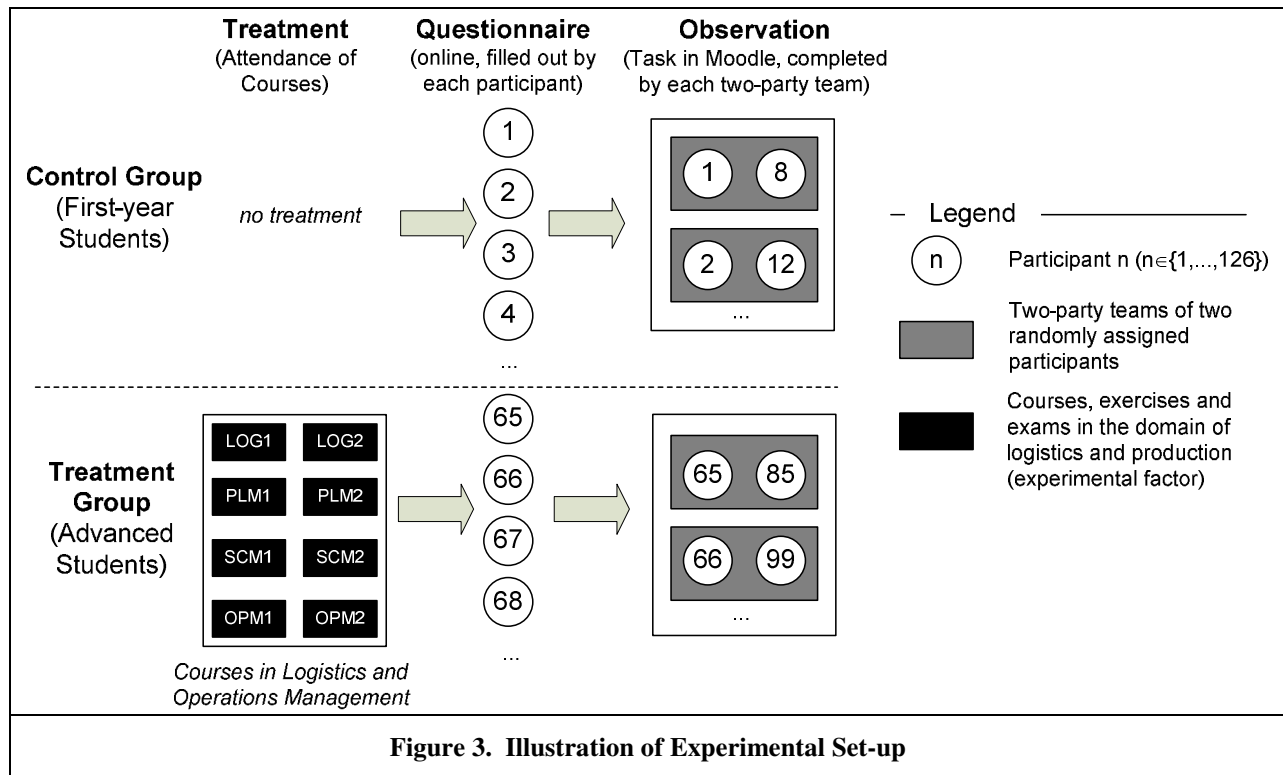 Treatment
(Attendance of
Courses)
Questionnaire
(online, filled out by
each participant)
Observation
(Task in Moodle, completed
by each two-party team)
Control Group
(First-year
Students)
no treatment
1
2
3
4
...
1 8
2 12
...
Treatment
Group
(Advanced
Students)
LOG1 LOG2
PLM1 PLM2
SCM1 SCM2
OPM1 OPM2
Courses in Logistics and
Operations Management
65
66
67
68
...
65 85
66 99
...
Legend
n Participant n (n∈{1,...,126})
Two-party teams of two
randomly assigned
participants
Courses, exercises and
exams in the domain of
logistics and production
(experimental factor)
Figure 3. Illustration of Experimental Set-up